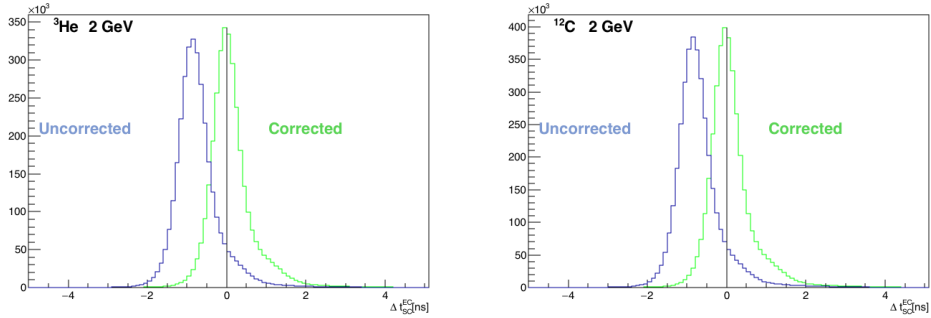 ×10³
³He 2 GeV
350
300
250
200
150
100
50
0
Uncorrected
Corrected
−4 −2 0 2 4
Δ t_SC^EC[ns]
×10³
¹²C 2 GeV
400
350
300
250
200
150
100
50
0
Uncorrected
Corrected
−4 −2 0 2 4
Δ t_SC^EC[ns]